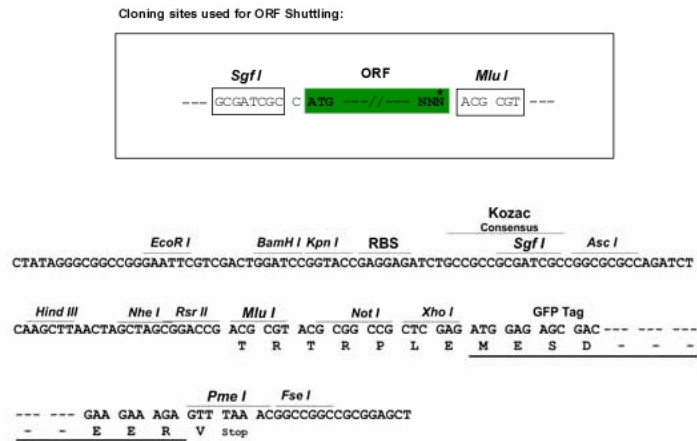 Cloning sites used for ORF Shuttling:
Sgf I ORF Mlu I
--- GCGATCGC C ATG ---//--- NNN* ACG CGT ---
Kozac
Consensus
EcoR I BamH I Kpn I RBS Sgf I Asc I
CTATAGGGCGGCCGGGAATTCGTCGACTGGATCCGGTACCGAGGAGATCTGCCGCCGCGATCGCCGGCGCGCCAGATCT
Hind III Nhe I Rsr II Mlu I Not I Xho I GFP Tag
CAAGCTTAACTAGCTAGCGGACCG ACG CGT ACG CGG CCG CTC GAG ATG GAG AGC GAC--- --- ---
T R T R P L E M E S D - - -
Pme I Fse I
--- --- GAA GAA AGA GTT TAA ACGGCCGGCCGCGGAGCT
- - E E R V Stop